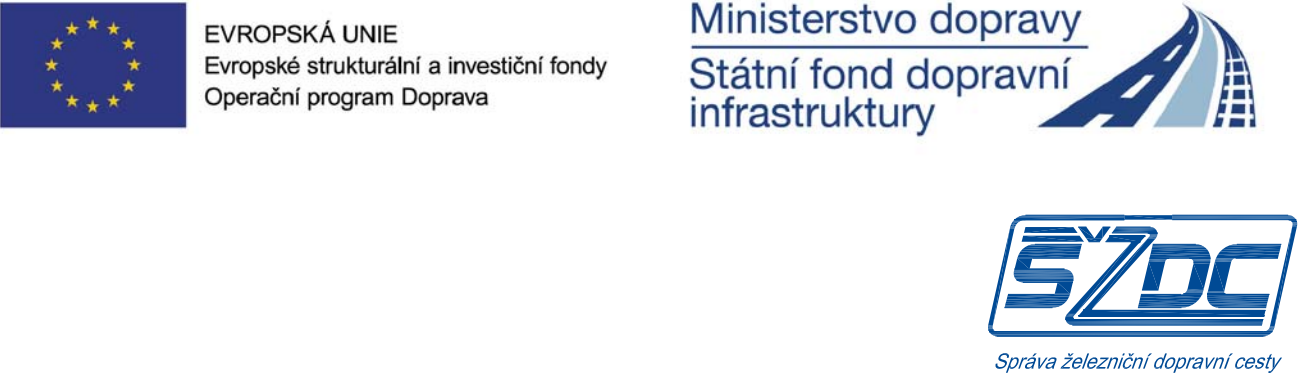 EVROPSKÁ UNIE
Evropské strukturální a investiční fondy
Operační program Doprava
Ministerstvo dopravy
Státní fond dopravní
infrastruktury
SŽDC
Správa železniční dopravní cesty